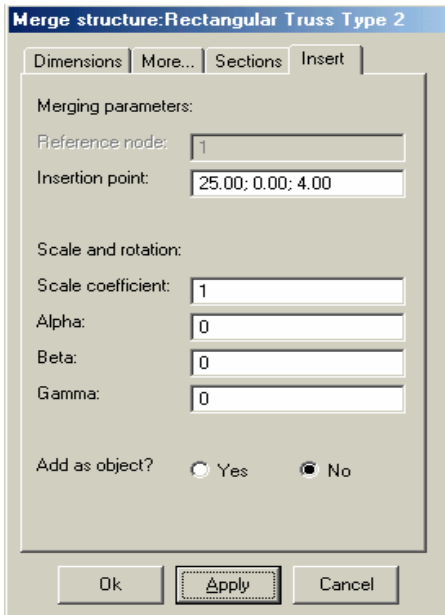 Merge structure:Rectangular Truss Type 2
Dimensions More... Sections Insert
Merging parameters:
Reference node: 1
Insertion point: 25.00; 0.00; 4.00
Scale and rotation:
Scale coefficient: 1
Alpha: 0
Beta: 0
Gamma: 0
Add as object? Yes No
Ok Apply Cancel